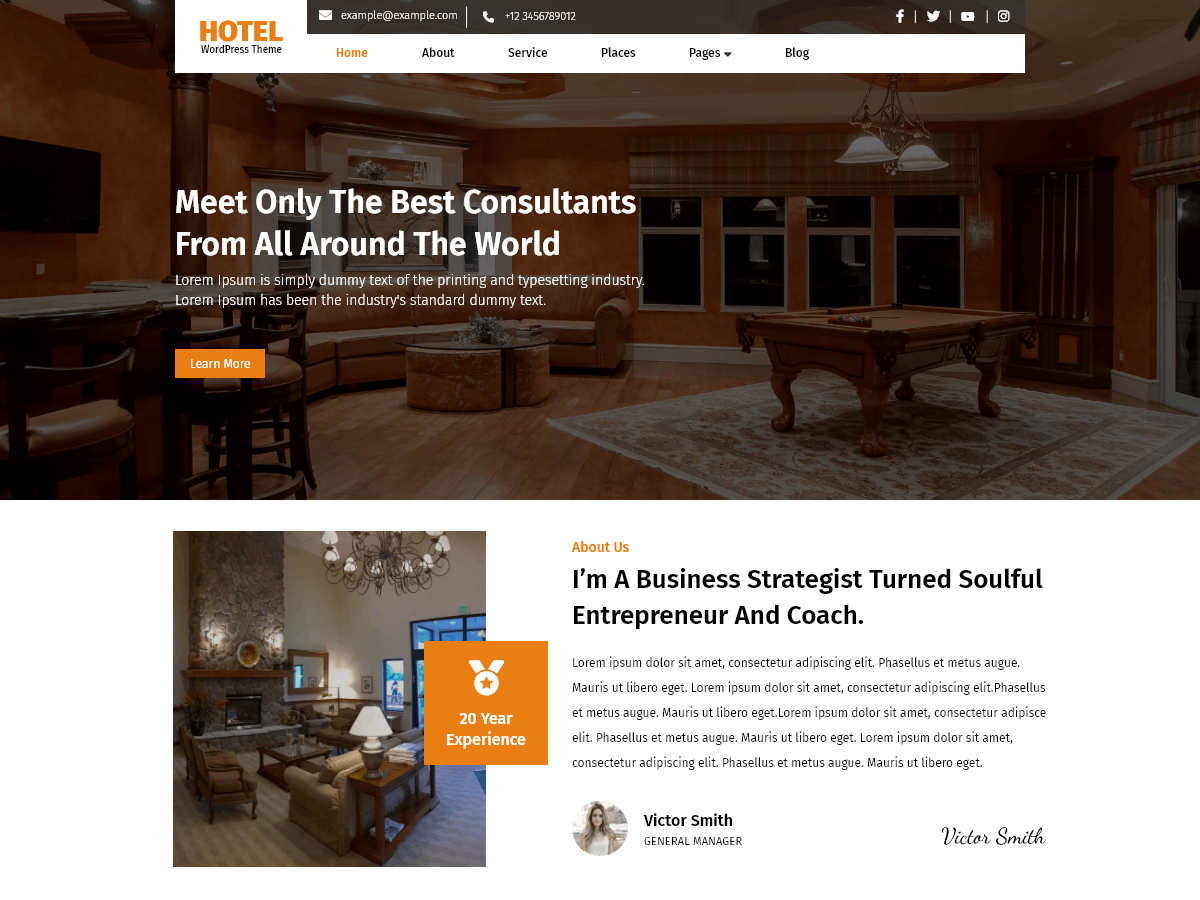 HOTEL
WordPress Theme
example@example.com
+12 3456789012
Home About Service Places Pages Blog
Meet Only The Best Consultants
From All Around The World
Lorem Ipsum is simply dummy text of the printing and typesetting industry.
Lorem Ipsum has been the industry's standard dummy text.
Learn More
20 Year
Experience
About Us
I’m A Business Strategist Turned Soulful
Entrepreneur And Coach.
Lorem ipsum dolor sit amet, consectetur adipiscing elit. Phasellus et metus augue.
Mauris ut libero eget. Lorem ipsum dolor sit amet, consectetur adipiscing elit.Phasellus
et metus augue. Mauris ut libero eget.Lorem ipsum dolor sit amet, consectetur adipisce
elit. Phasellus et metus augue. Mauris ut libero eget. Lorem ipsum dolor sit amet,
consectetur adipiscing elit. Phasellus et metus augue. Mauris ut libero eget.
Victor Smith
GENERAL MANAGER
Victor Smith